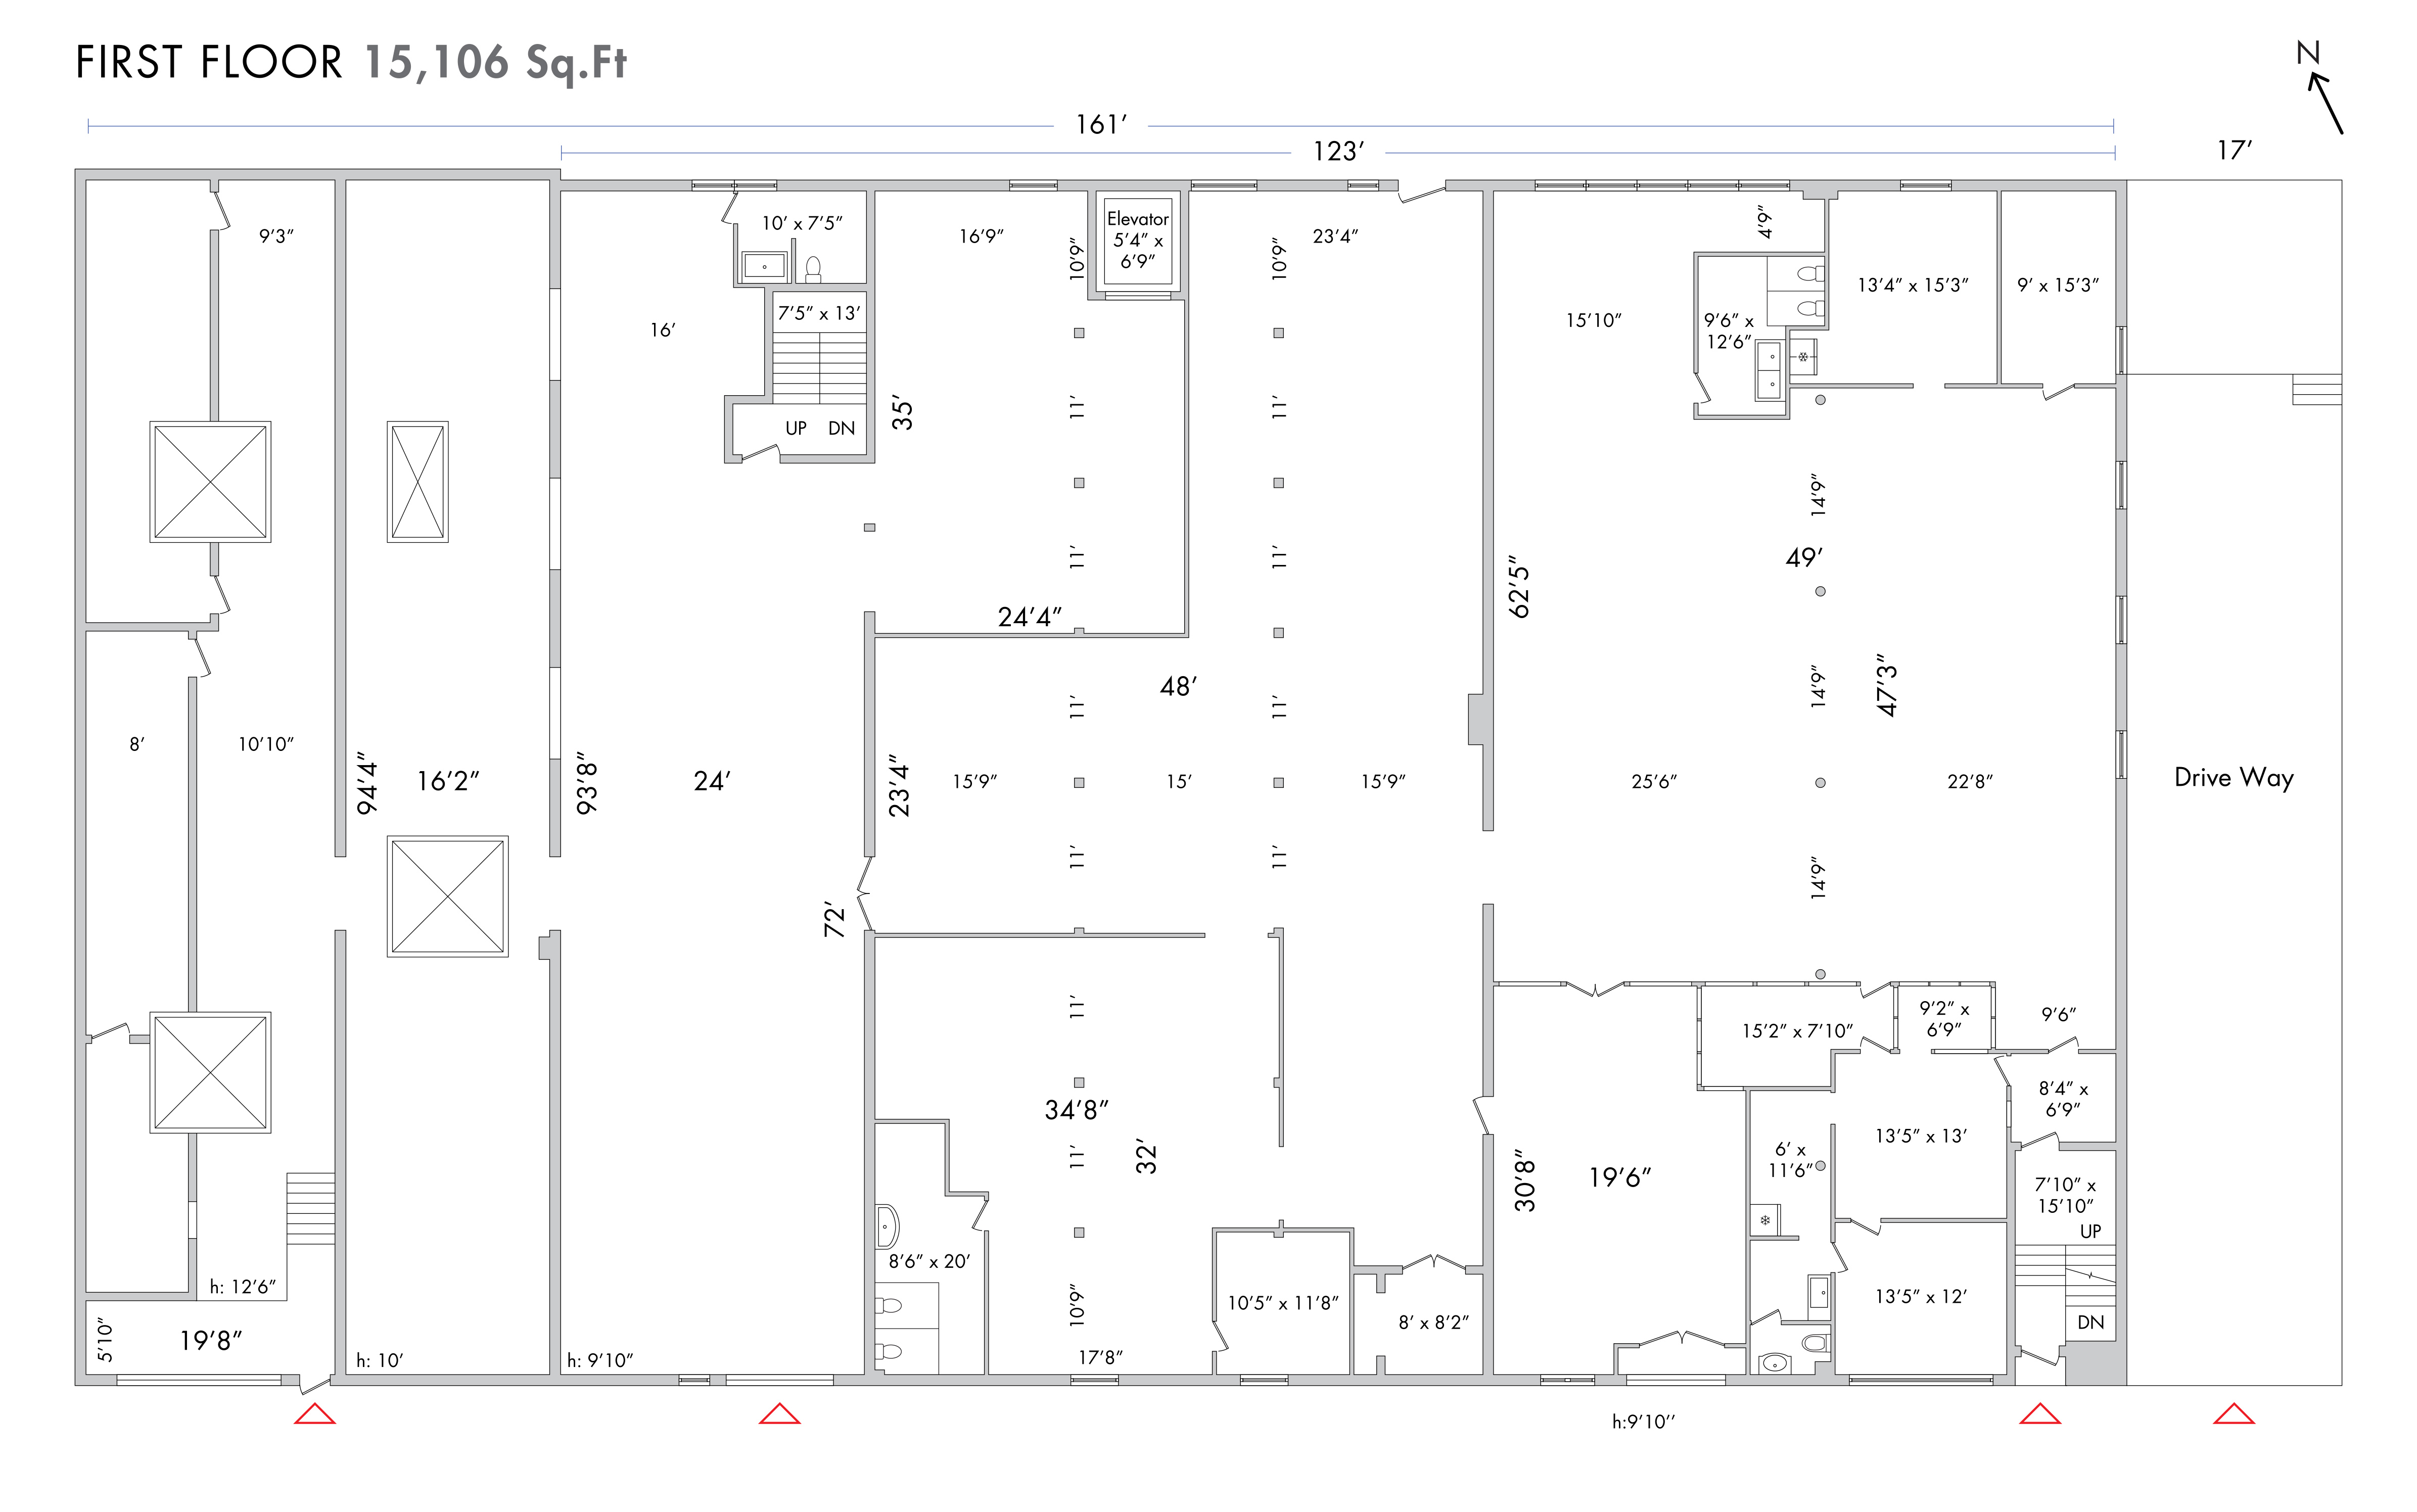 FIRST FLOOR 15,106 Sq.Ft
N
161’
123’
17’
9’3”
10’ x 7’5”
16’9”
10’9”
Elevator
5’4” x
6’9”
10’9”
23’4”
4’9”
13’4” x 15’3”
9’ x 15’3”
16’
7’5” x 13’
15’10”
9’6” x
12’6”
35’
11’
11’
UP DN
14’9”
11’
11’
49’
62’5”
24’4”
48’
11’
11’
14’9”
47’3”
8’
10’10”
94’4”
16’2”
93’8”
24’
23’4”
15’9”
15’
15’9”
25’6”
22’8”
Drive Way
11’
11’
14’9”
72’
11’
15’2” x 7’10”
9’2” x
6’9”
9’6”
34’8”
8’4” x
6’9”
11’
32’
30’8”
19’6”
6’ x
11’6”
13’5” x 13’
7’10” x
15’10”
UP
8’6” x 20’
h: 12’6”
10’9”
10’5” x 11’8”
8’ x 8’2”
13’5” x 12’
DN
5’10”
19’8”
h: 10’
h: 9’10”
17’8”
h:9’10’’